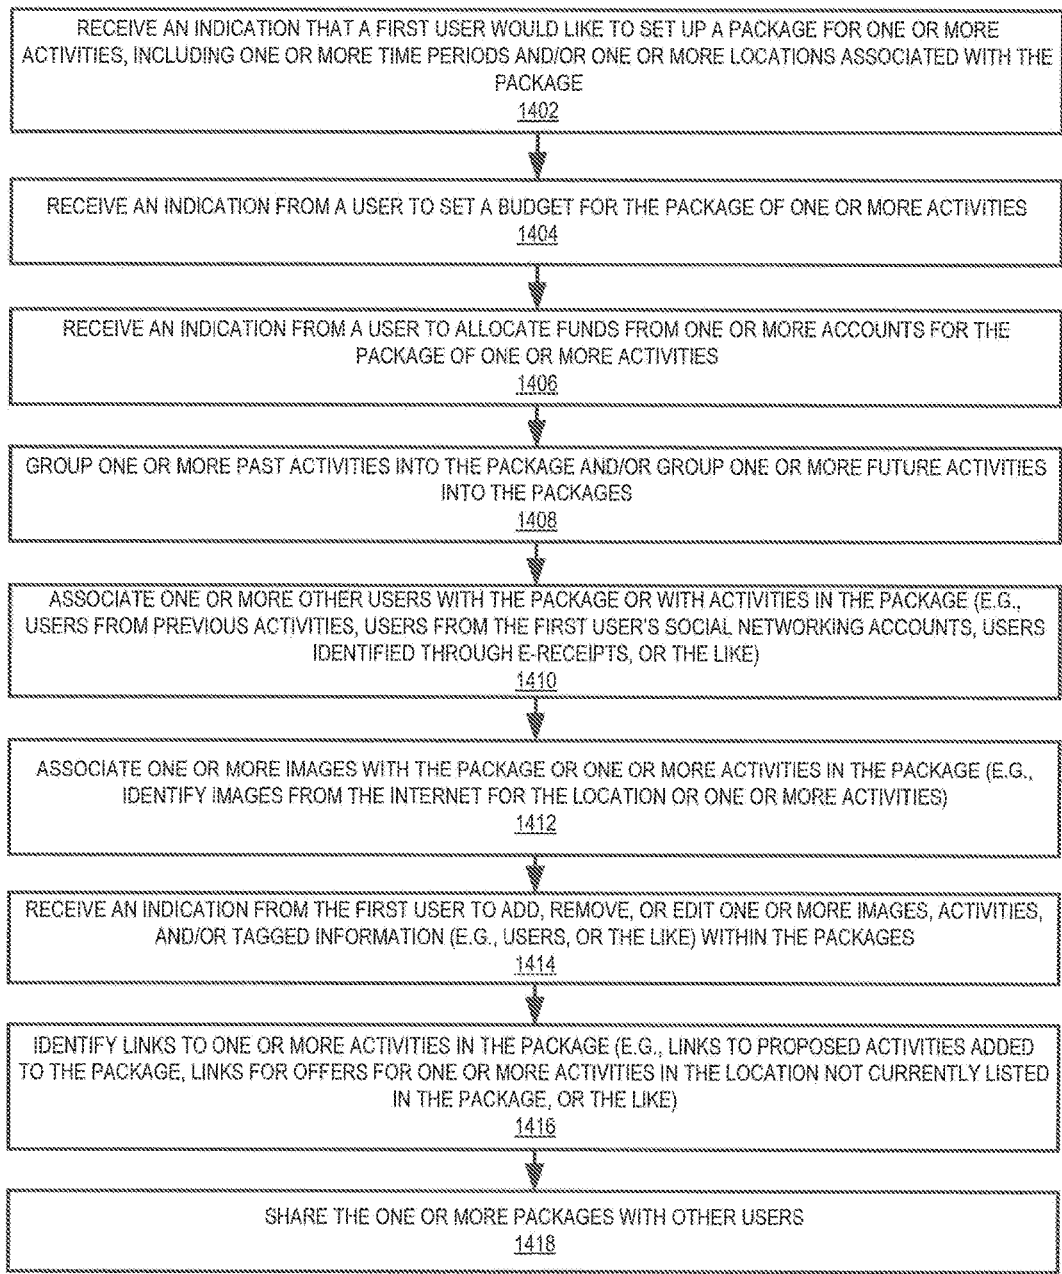 RECEIVE AN INDICATION THAT A FIRST USER WOULD LIKE TO SET UP A PACKAGE FOR ONE OR MORE
ACTIVITIES, INCLUDING ONE OR MORE TIME PERIODS AND/OR ONE OR MORE LOCATIONS ASSOCIATED WITH THE
PACKAGE
1402
RECEIVE AN INDICATION FROM A USER TO SET A BUDGET FOR THE PACKAGE OF ONE OR MORE ACTIVITIES
1404
RECEIVE AN INDICATION FROM A USER TO ALLOCATE FUNDS FROM ONE OR MORE ACCOUNTS FOR THE
PACKAGE OF ONE OR MORE ACTIVITIES
1406
GROUP ONE OR MORE PAST ACTIVITIES INTO THE PACKAGE AND/OR GROUP ONE OR MORE FUTURE ACTIVITIES
INTO THE PACKAGES
1408
ASSOCIATE ONE OR MORE OTHER USERS WITH THE PACKAGE OR WITH ACTIVITIES IN THE PACKAGE (E.G.,
USERS FROM PREVIOUS ACTIVITIES, USERS FROM THE FIRST USER'S SOCIAL NETWORKING ACCOUNTS, USERS
IDENTIFIED THROUGH E-RECEIPTS, OR THE LIKE)
1410
ASSOCIATE ONE OR MORE IMAGES WITH THE PACKAGE OR ONE OR MORE ACTIVITIES IN THE PACKAGE (E.G.,
IDENTIFY IMAGES FROM THE INTERNET FOR THE LOCATION OR ONE OR MORE ACTIVITIES)
1412
RECEIVE AN INDICATION FROM THE FIRST USER TO ADD, REMOVE, OR EDIT ONE OR MORE IMAGES, ACTIVITIES,
AND/OR TAGGED INFORMATION (E.G., USERS, OR THE LIKE) WITHIN THE PACKAGES
1414
IDENTIFY LINKS TO ONE OR MORE ACTIVITIES IN THE PACKAGE (E.G., LINKS TO PROPOSED ACTIVITIES ADDED
TO THE PACKAGE, LINKS FOR OFFERS FOR ONE OR MORE ACTIVITIES IN THE LOCATION NOT CURRENTLY LISTED
IN THE PACKAGE, OR THE LIKE)
1416
SHARE THE ONE OR MORE PACKAGES WITH OTHER USERS
1418